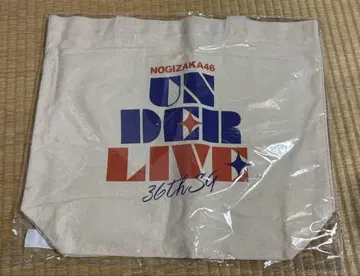 NOGIZAKA46
UN
DER
LIVE
36thSG